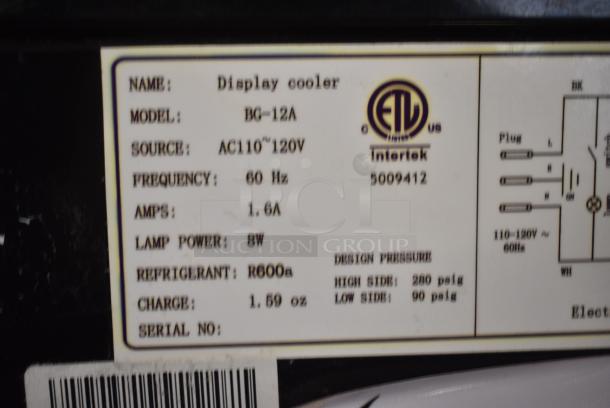 NAME: Display cooler
MODEL: BG-12A
SOURCE: AC110~120V
FREQUENCY: 60 Hz
AMPS: 1.6A
LAMP POWER: 8W
REFRIGERANT: R600a
CHARGE: 1.59 oz
SERIAL NO:
ETL
C US
Intertek
5009412
DESIGN PRESSURE
HIGH SIDE: 280 psig
LOW SIDE: 90 psig
BK
Plug
L
N
110-120V ~
60Hz
WH
Elect
AUCTION GROUP